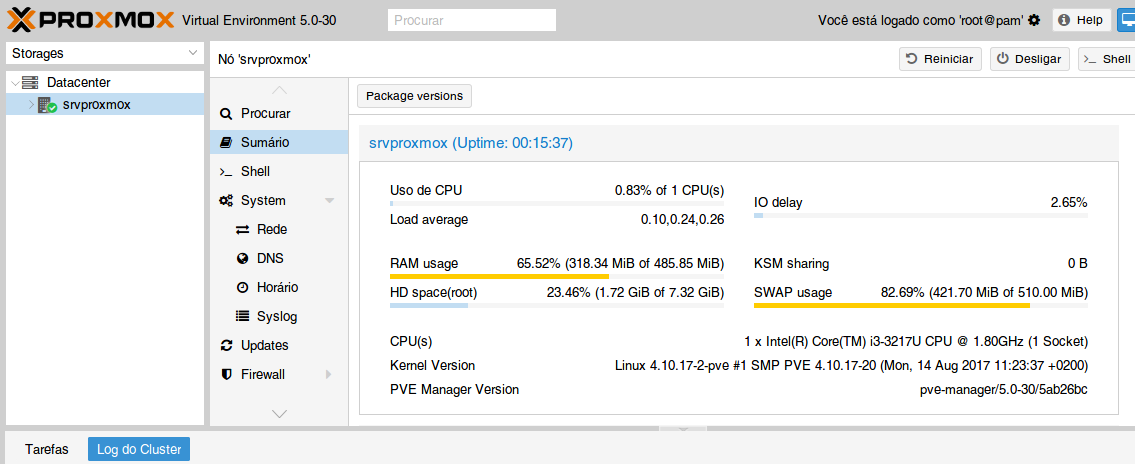 PROXMOX Virtual Environment 5.0-30 Procurar Você está logado como 'root@pam' Help
Storages
Datacenter
srvproxmox
Nó 'srvproxmox' Reiniciar Desligar Shell
Procurar
Sumário
Shell
System
Rede
DNS
Horário
Syslog
Updates
Firewall
Package versions
srvproxmox (Uptime: 00:15:37)
Uso de CPU 0.83% of 1 CPU(s)
IO delay 2.65%
Load average 0.10,0.24,0.26
RAM usage 65.52% (318.34 MiB of 485.85 MiB)
KSM sharing 0 B
HD space(root) 23.46% (1.72 GiB of 7.32 GiB)
SWAP usage 82.69% (421.70 MiB of 510.00 MiB)
CPU(s) 1 x Intel(R) Core(TM) i3-3217U CPU @ 1.80GHz (1 Socket)
Kernel Version Linux 4.10.17-2-pve #1 SMP PVE 4.10.17-20 (Mon, 14 Aug 2017 11:23:37 +0200)
PVE Manager Version pve-manager/5.0-30/5ab26bc
Tarefas Log do Cluster